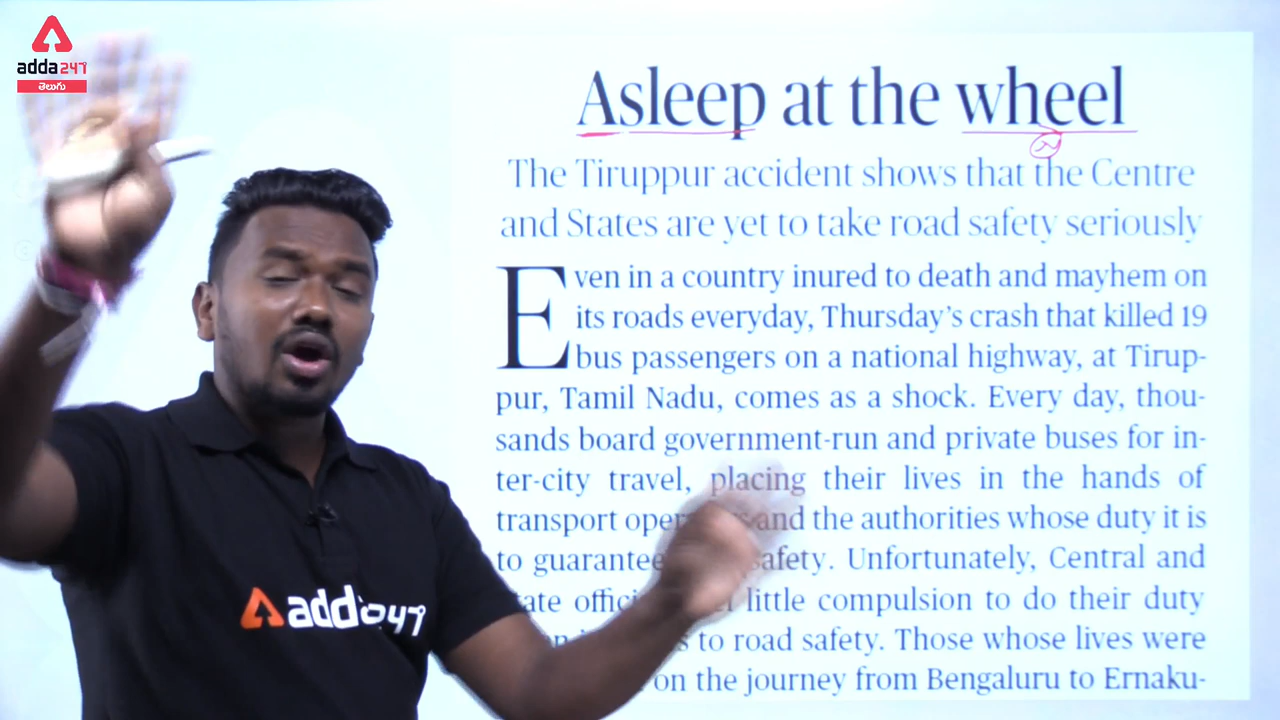 adda247
తెలుగు
Asleep at the wheel
The Tiruppur accident shows that the Centre
and States are yet to take road safety seriously
Even in a country inured to death and mayhem on
its roads everyday, Thursday's crash that killed 19
bus passengers on a national highway, at Tirup-
pur, Tamil Nadu, comes as a shock. Every day, thou-
sands board government-run and private buses for in-
ter-city travel, placing their lives in the hands of
transport and the authorities whose duty it is
to guarantee safety. Unfortunately, Central and
little compulsion to do their duty
to road safety. Those whose lives were
on the journey from Bengaluru to Ernaku-
adda247